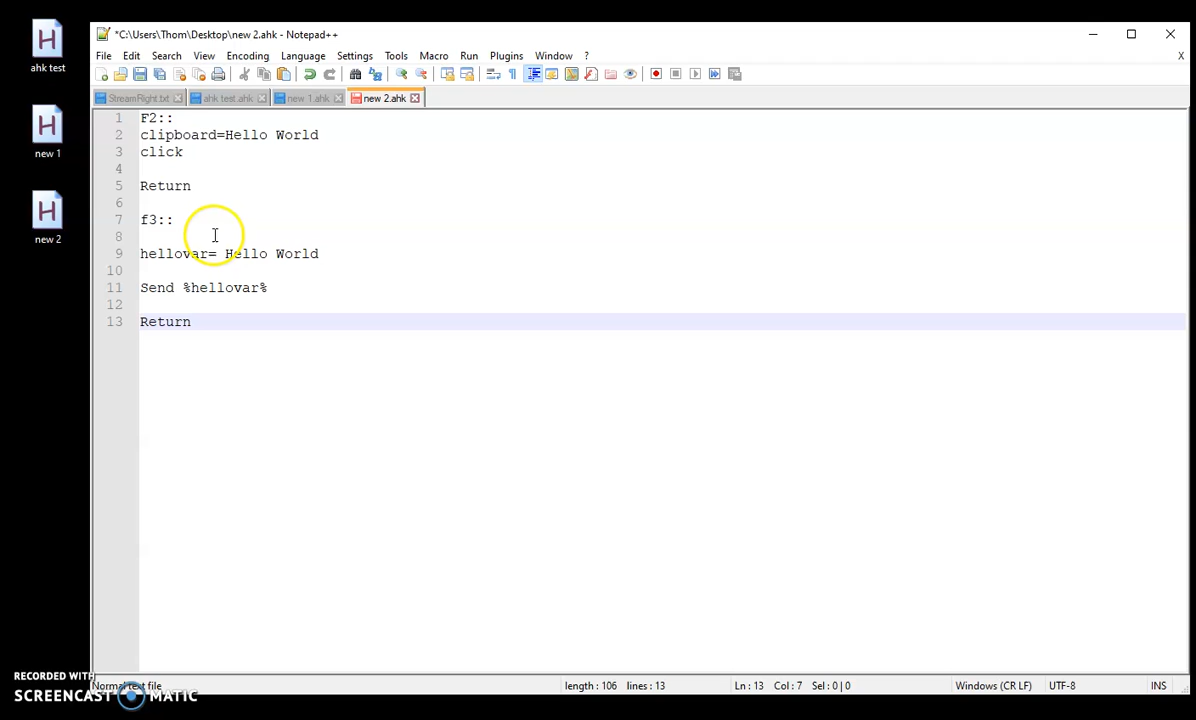 ahk test
new 1
new 2
*C:\Users\Thom\Desktop\new 2.ahk - Notepad++
File Edit Search View Encoding Language Settings Tools Macro Run Plugins Window ? X
StreamRight.txt ahk test.ahk new 1.ahk new 2.ahk
1 F2::
2 clipboard=Hello World
3 click
4
5 Return
6
7 f3::
8
9 hellovar= Hello World
10
11 Send %hellovar%
12
13 Return
Normal text file length : 106 lines : 13 Ln : 13 Col : 7 Sel : 0 | 0 Windows (CR LF) UTF-8 INS
RECORDED WITH
SCREENCAST MATIC